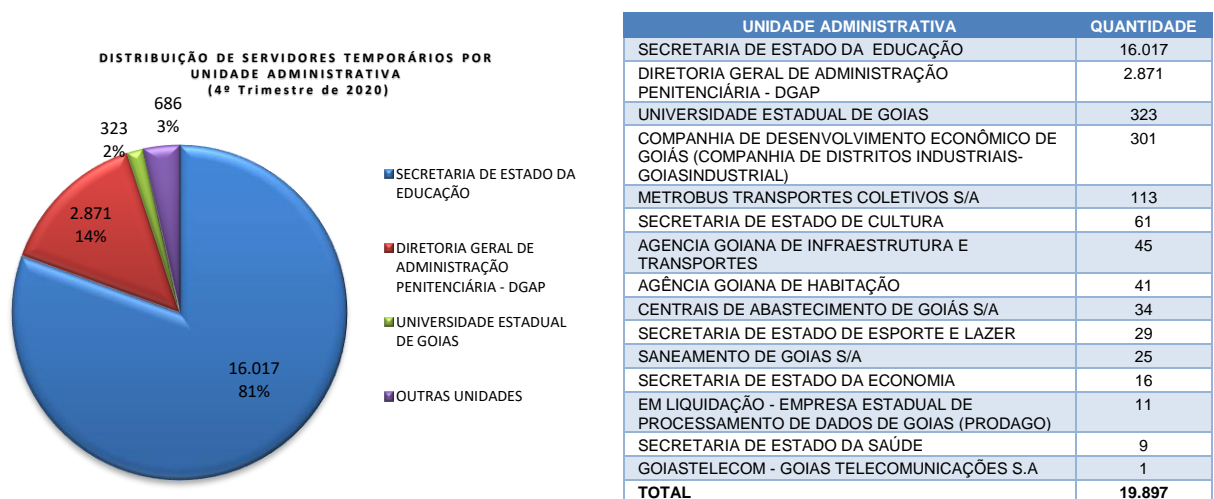 DISTRIBUIÇÃO DE SERVIDORES TEMPORÁRIOS POR
UNIDADE ADMINISTRATIVA
(4º Trimestre de 2020)
686
3%
323
2%
2.871
14%
16.017
81%
SECRETARIA DE ESTADO DA
EDUCAÇÃO
DIRETORIA GERAL DE
ADMINISTRAÇÃO
PENITENCIÁRIA - DGAP
UNIVERSIDADE ESTADUAL
DE GOIAS
OUTRAS UNIDADES
UNIDADE ADMINISTRATIVA QUANTIDADE
SECRETARIA DE ESTADO DA EDUCAÇÃO 16.017
DIRETORIA GERAL DE ADMINISTRAÇÃO 2.871
PENITENCIÁRIA - DGAP
UNIVERSIDADE ESTADUAL DE GOIAS 323
COMPANHIA DE DESENVOLVIMENTO ECONÔMICO DE 301
GOIÁS (COMPANHIA DE DISTRITOS INDUSTRIAIS-
GOIASINDUSTRIAL)
METROBUS TRANSPORTES COLETIVOS S/A 113
SECRETARIA DE ESTADO DE CULTURA 61
AGENCIA GOIANA DE INFRAESTRUTURA E 45
TRANSPORTES
AGÊNCIA GOIANA DE HABITAÇÃO 41
CENTRAIS DE ABASTECIMENTO DE GOIÁS S/A 34
SECRETARIA DE ESTADO DE ESPORTE E LAZER 29
SANEAMENTO DE GOIAS S/A 25
SECRETARIA DE ESTADO DA ECONOMIA 16
EM LIQUIDAÇÃO - EMPRESA ESTADUAL DE 11
PROCESSAMENTO DE DADOS DE GOIAS (PRODAGO)
SECRETARIA DE ESTADO DA SAÚDE 9
GOIASTELECOM - GOIAS TELECOMUNICAÇÕES S.A 1
TOTAL 19.897